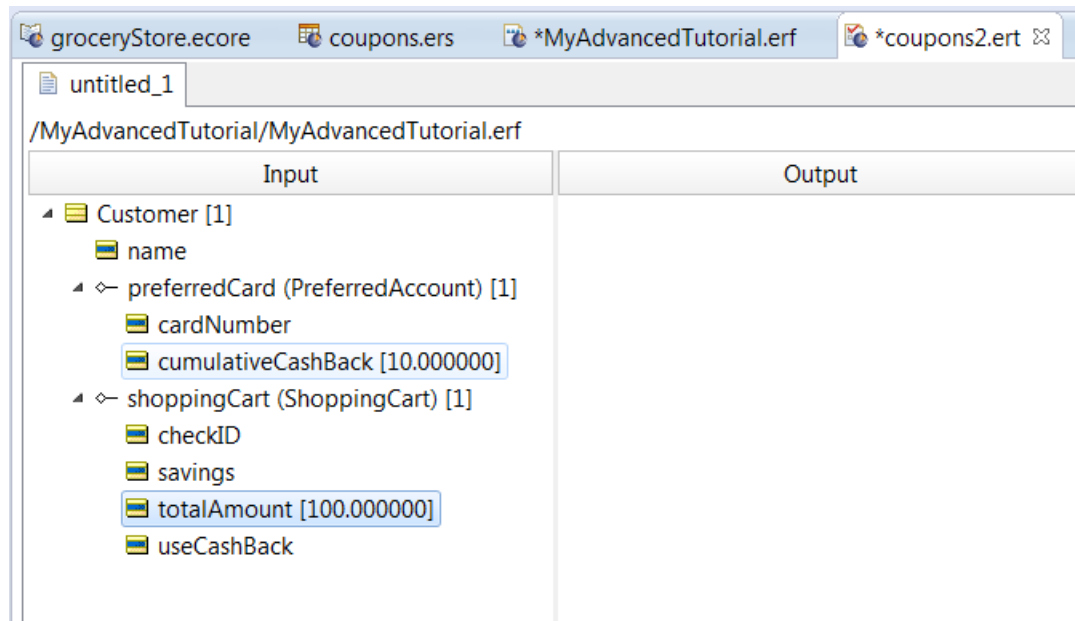 groceryStore.ecore coupons.ers *MyAdvancedTutorial.erf *coupons2.ert
untitled_1
/MyAdvancedTutorial/MyAdvancedTutorial.erf
Input Output
Customer [1]
name
preferredCard (PreferredAccount) [1]
cardNumber
cumulativeCashBack [10.000000]
shoppingCart (ShoppingCart) [1]
checkID
savings
totalAmount [100.000000]
useCashBack